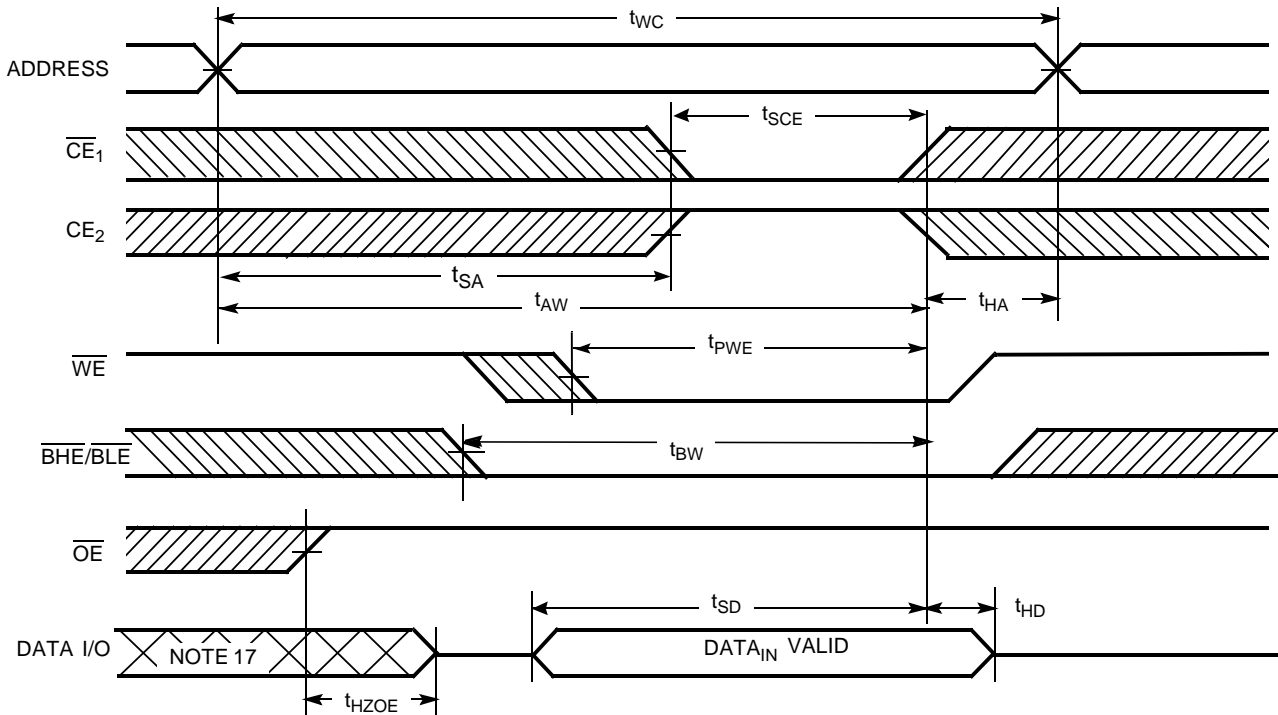 tWC
ADDRESS
tSCE
CE1
CE2
tSA
tAW
tHA
tPWE
WE
BHE/BLE
tBW
OE
tSD
tHD
DATA I/O
NOTE 17
DATAIN VALID
tHZOE